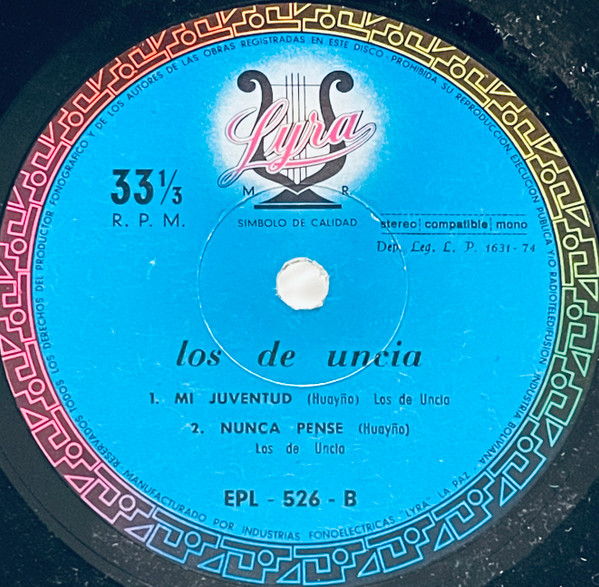 RESERVADOS TODOS LOS DERECHOS DEL PRODUCTOR FONOGRAFICO Y DE LOS AUTORES DE LAS OBRAS REGISTRADAS EN ESTE DISCO - PROHIBIDA SU REPRODUCCION EJECUCION PUBLICA Y/O RADIOTELEDIFUSION - INDUSTRIA BOLIVIANA
Lyra
M R
SIMBOLO DE CALIDAD
33 1/3
R. P. M.
stereo compatible mono
Dep. Leg. L. P. 1631 - 74
los de uncia
1. MI JUVENTUD (Huayño) Los de Uncia
2. NUNCA PENSE (Huayño)
Los de Uncia
EPL - 526 - B
MANUFACTURADO POR INDUSTRIAS FONOELECTRICAS "LYRA" LA PAZ